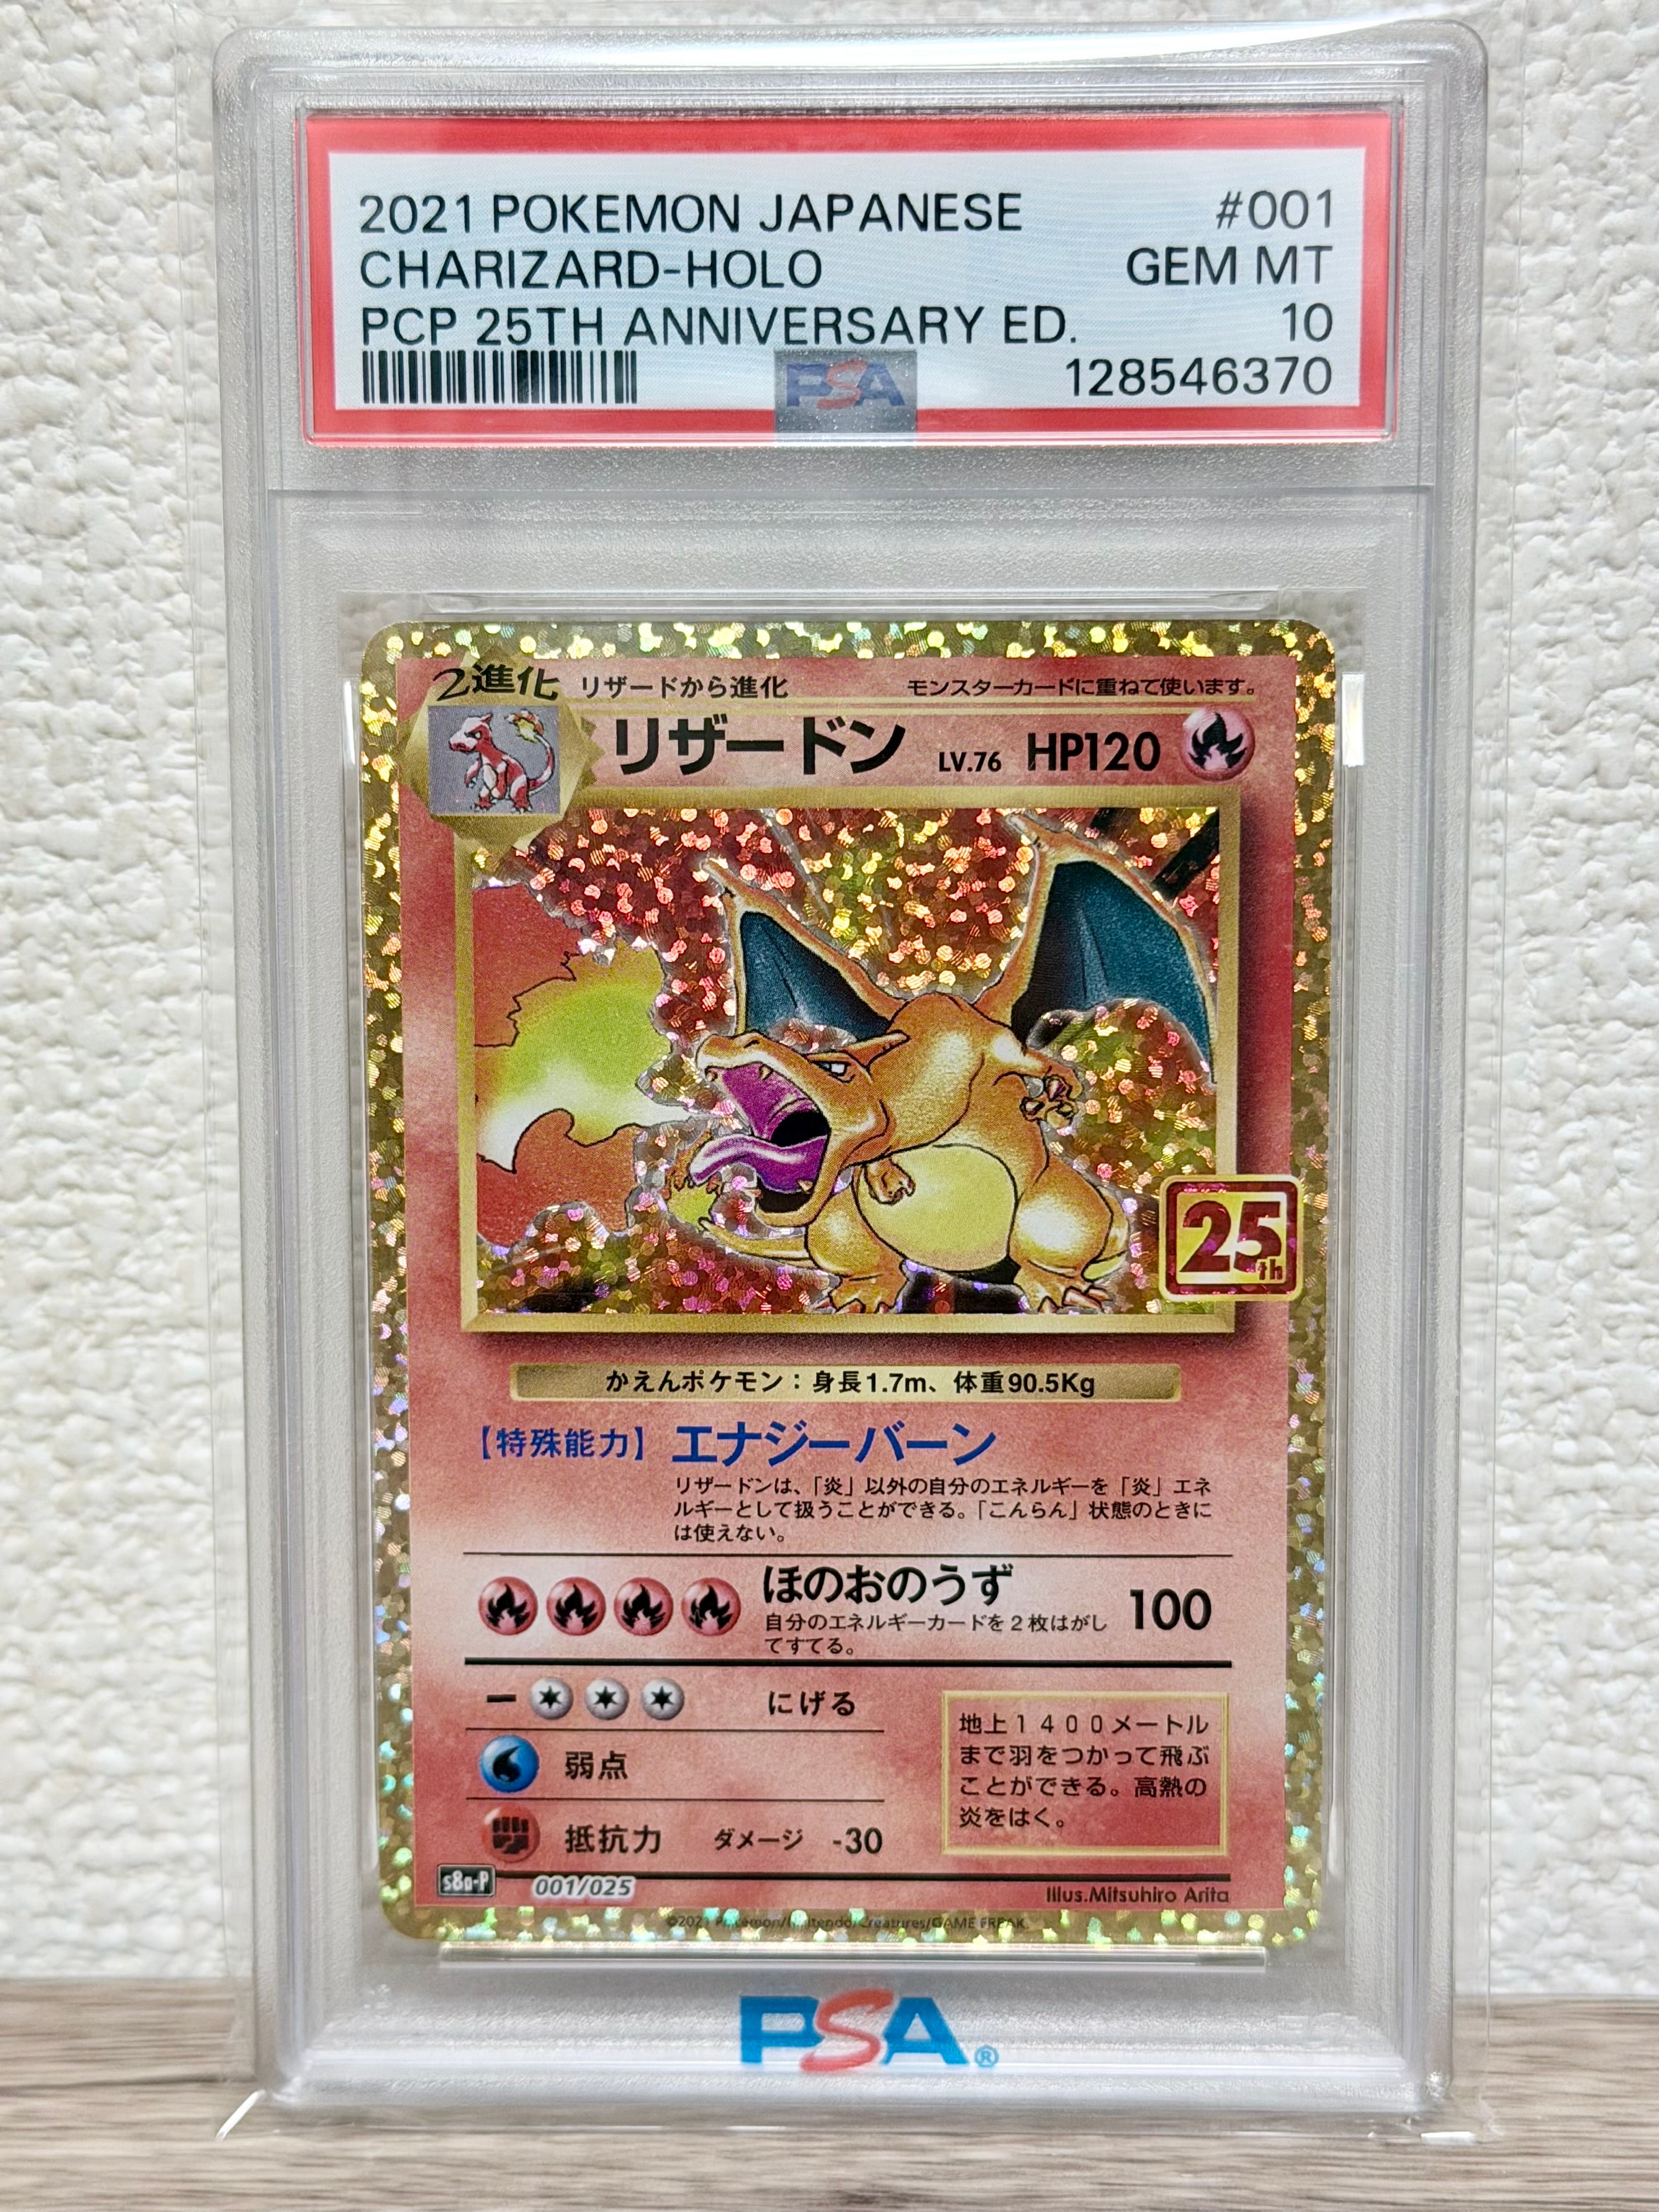 2021 POKEMON JAPANESE #001
CHARIZARD-HOLO GEM MT
PCP 25TH ANNIVERSARY ED. 10
PSA 128546370
2進化 リザードから進化 モンスターカードに重ねて使います。
リザードン LV.76 HP120
25th
かえんポケモン：身長1.7m、体重90.5Kg
【特殊能力】エナジーバーン
リザードンは、「炎」以外の自分のエネルギーを「炎」エネ
ルギーとして扱うことができる。「こんらん」状態のときに
は使えない。
ほのおのうず 100
自分のエネルギーカードを2枚はがし
てすてる。
にげる
弱点
抵抗力 ダメージ -30
地上1400メートル
まで羽をつかって飛ぶ
ことができる。高熱の
炎をはく。
s8a-P 001/025 Illus.Mitsuhiro Arita
©2021 Pokémon/Nintendo/Creatures/GAME FREAK.
PSA®